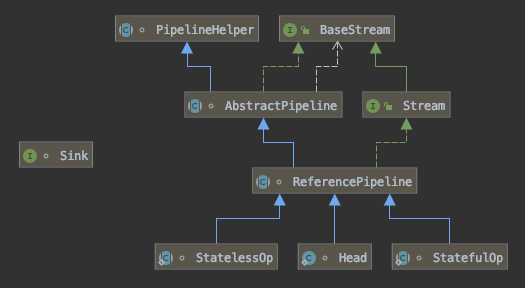 PipelineHelper
BaseStream
AbstractPipeline
Stream
Sink
ReferencePipeline
StatelessOp
Head
StatefulOp